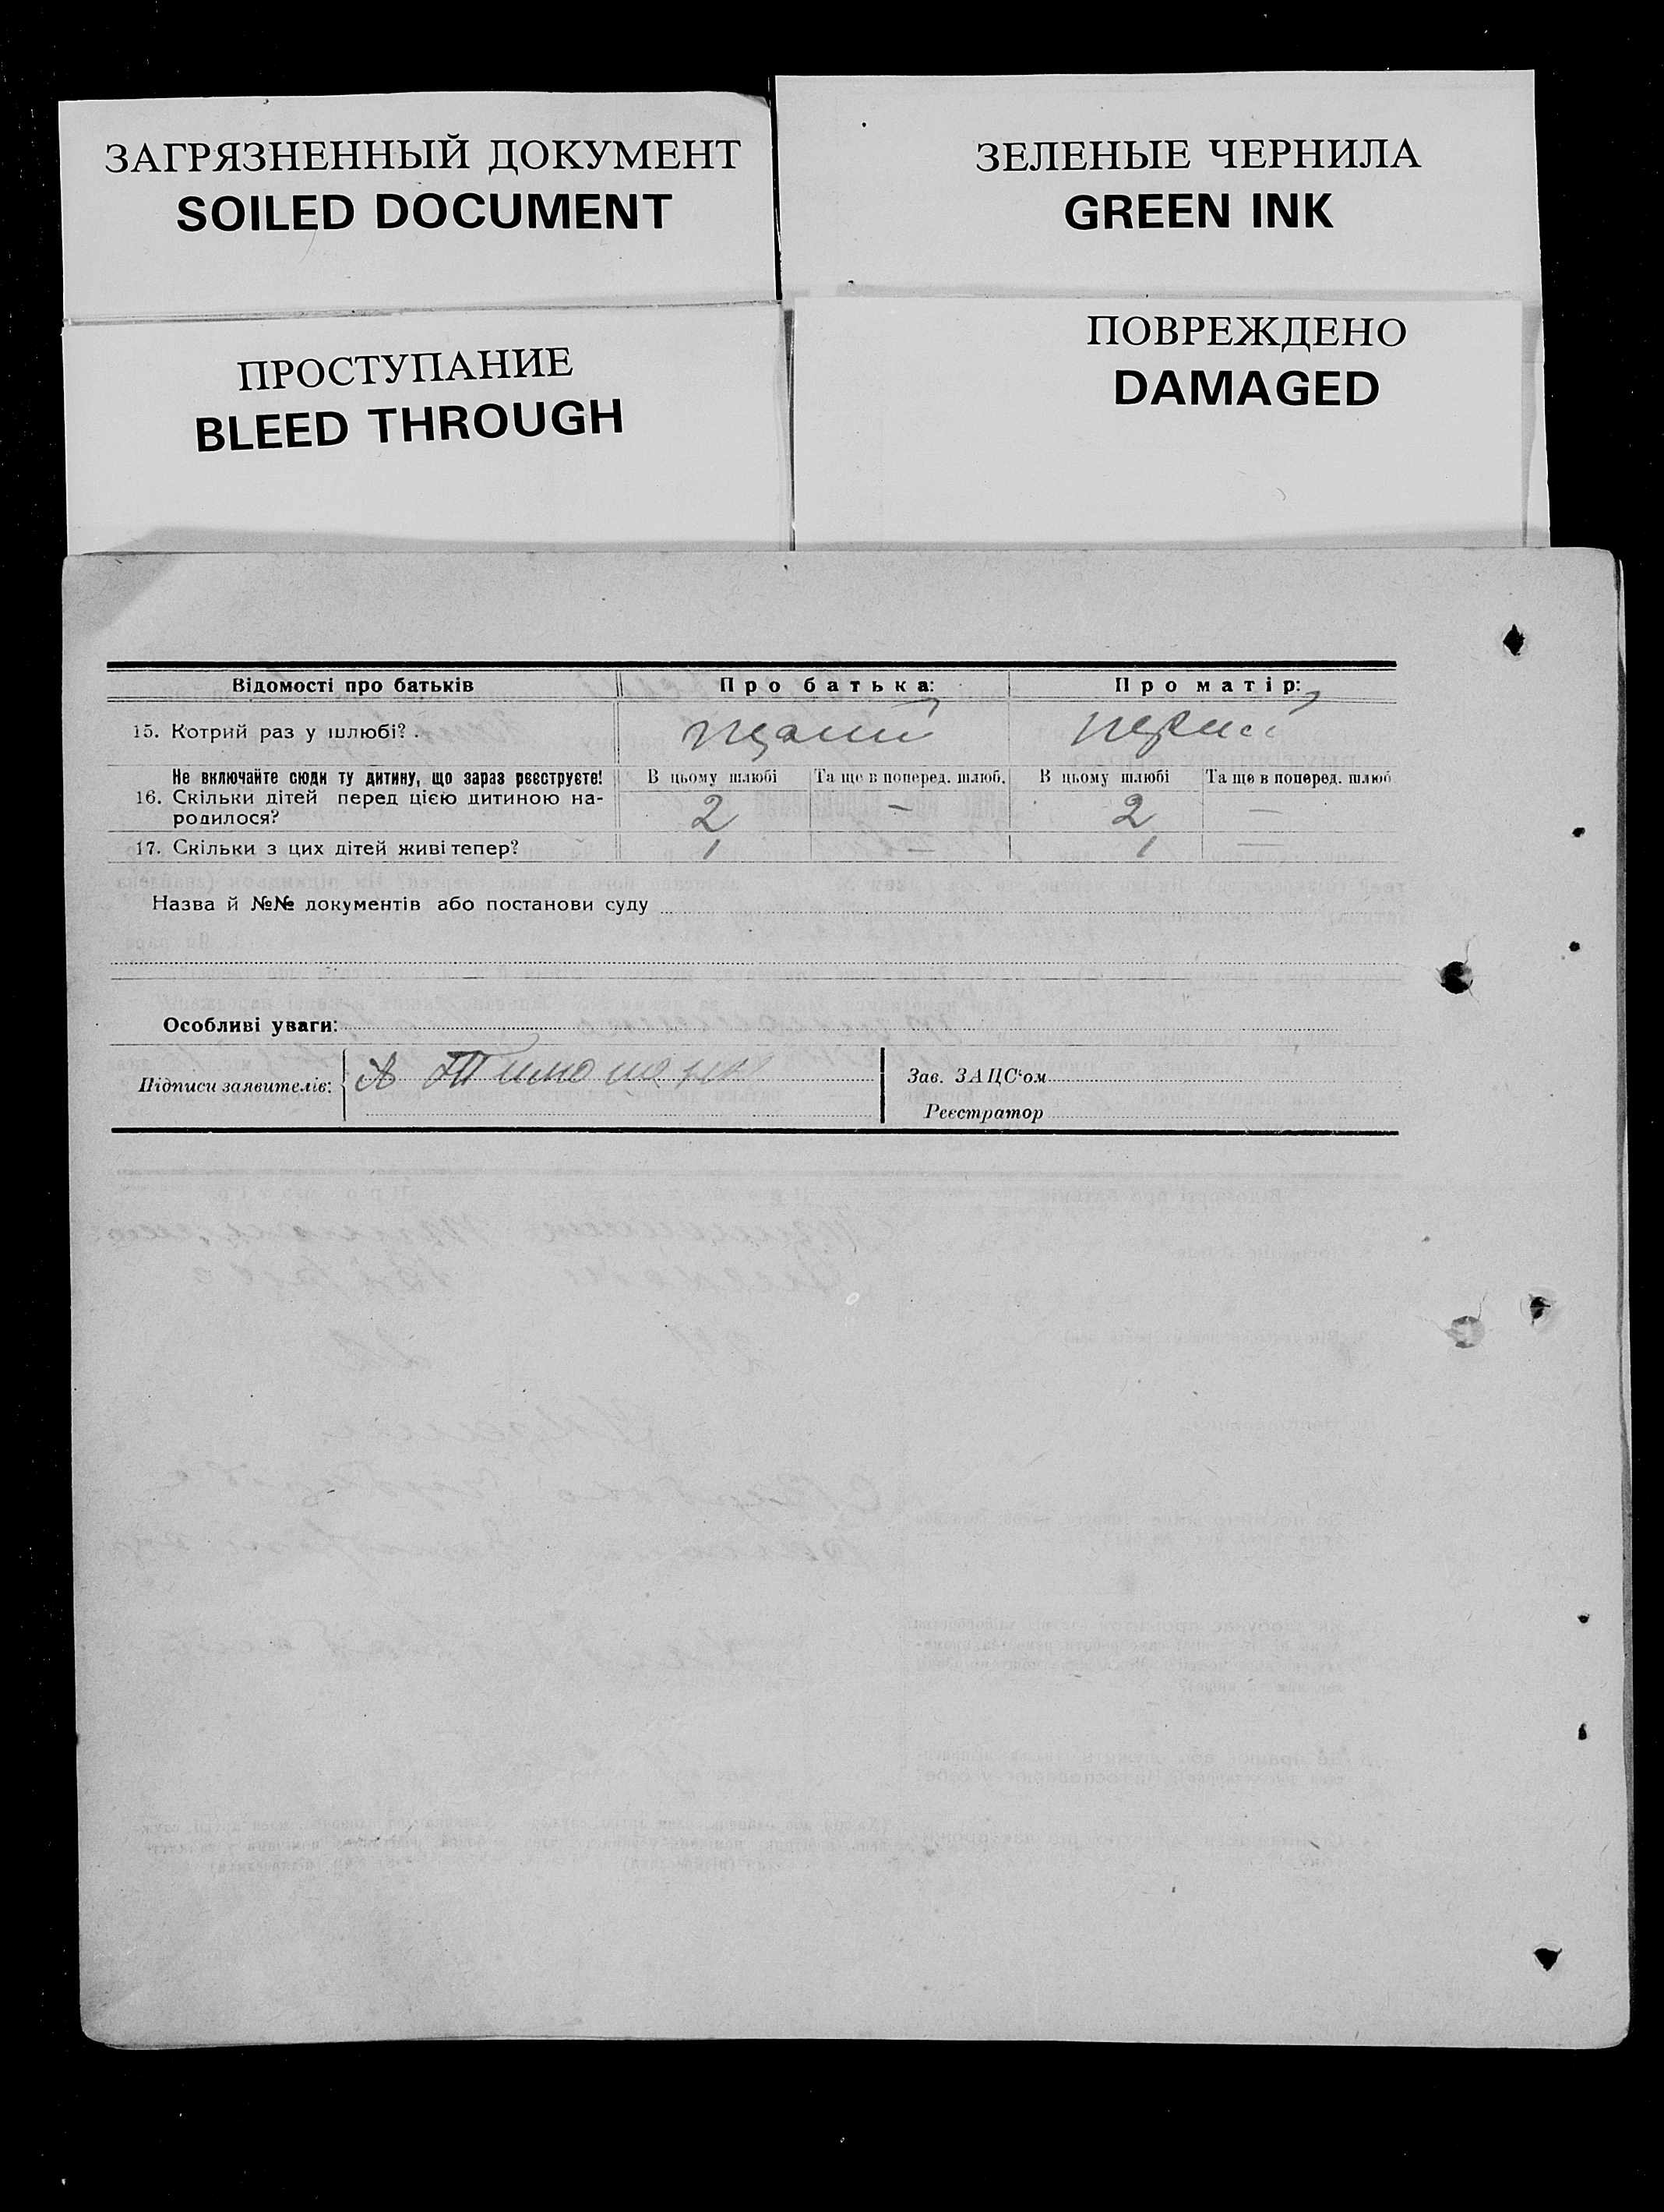 ЗАГРЯЗНЕННЫЙ ДОКУМЕНТ
SOILED DOCUMENT
ЗЕЛЕНЫЕ ЧЕРНИЛА
GREEN INK
ПРОСТУПАНИЕ
BLEED THROUGH
ПОВРЕЖДЕНО
DAMAGED
Відомості про батьків Про батька: Про матір:
15. Котрий раз у шлюбі?. перший
Не включайте сюди ту дитину, що зараз реєструєте! В цьому шлюбі Та ще в поперед. шлюб. В цьому шлюбі Та ще в поперед. шлюб.
16. Скільки дітей перед цією дитиною на- 2 — 2 —
родилося?
17. Скільки з цих дітей живі тепер? 1 1 —
Назва й №№ документів або постанови суду
Особливі уваги:
Підписи заявителів:
Зав. ЗАЦС'ом
Реєстратор